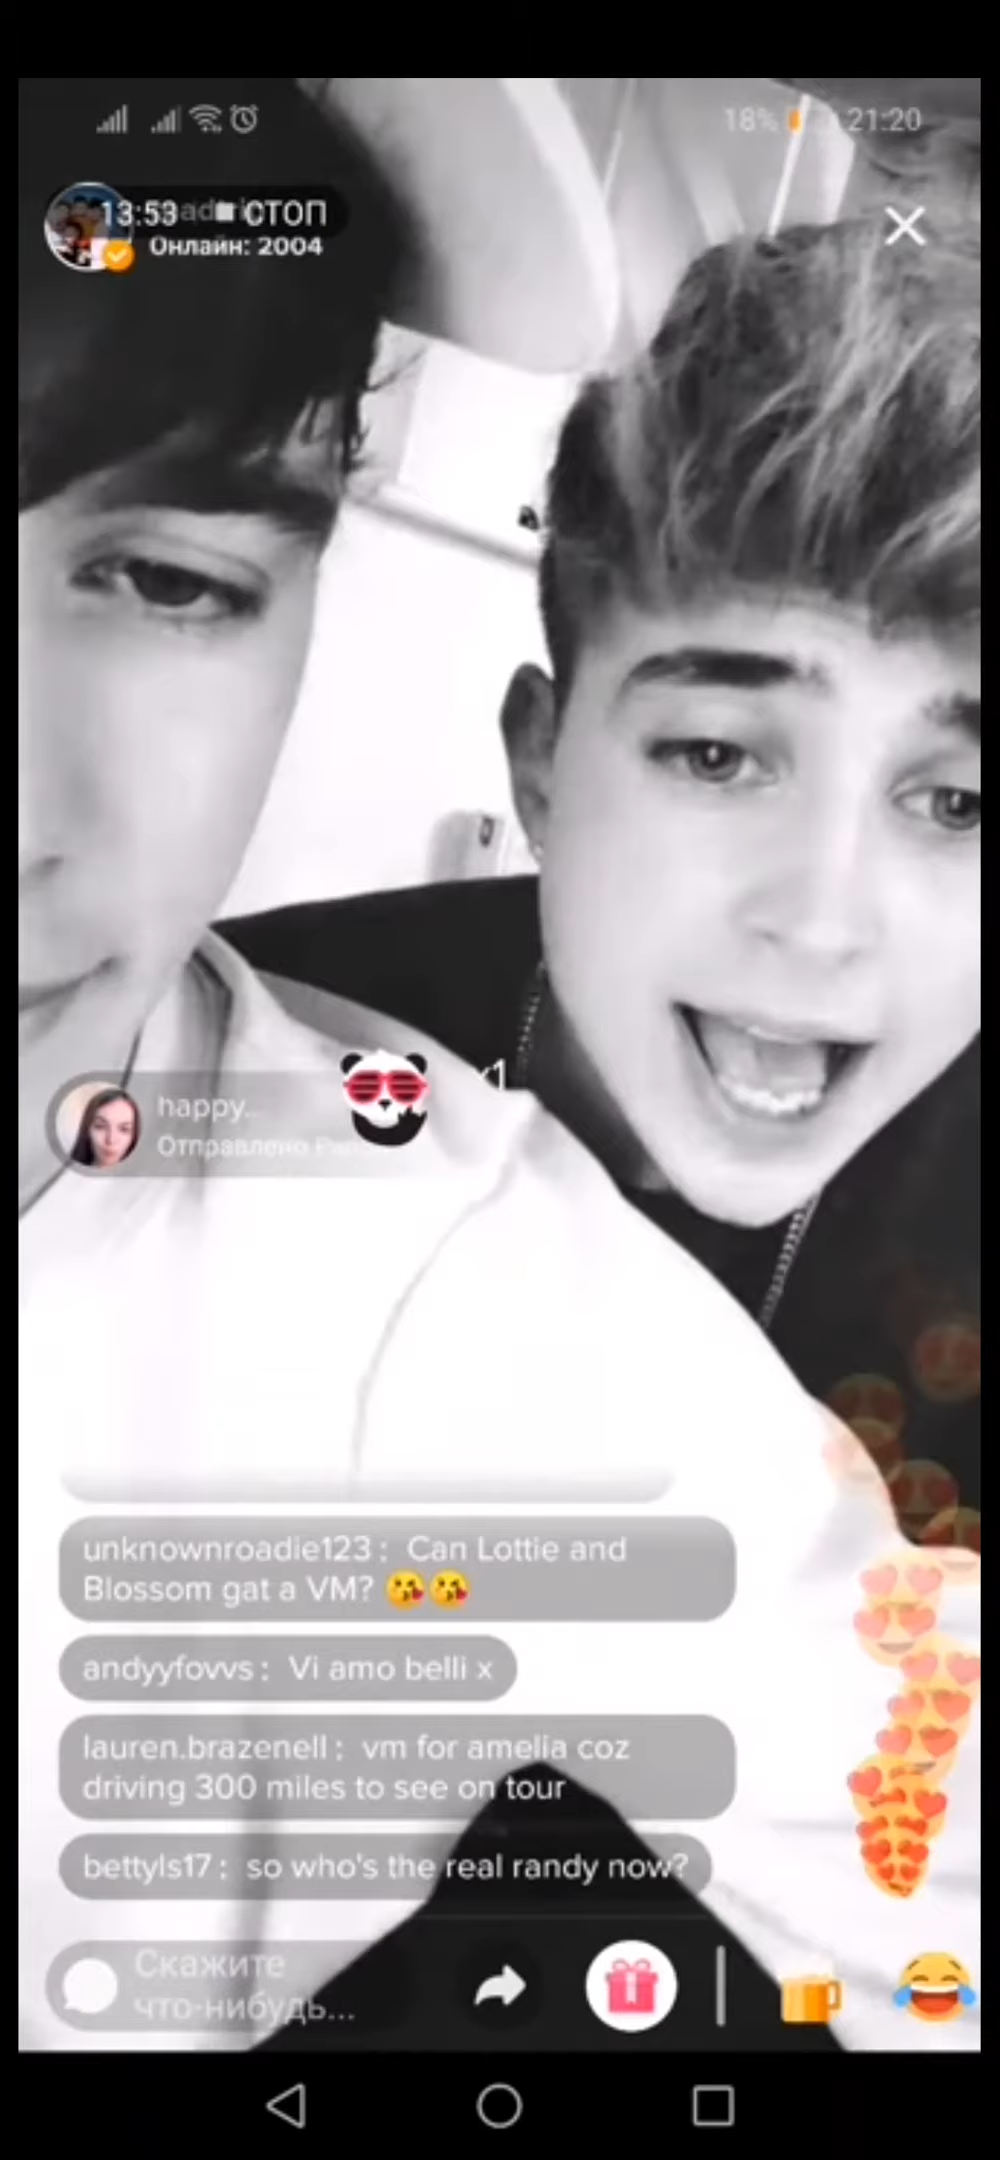 18% 21:20
13:53 СТОП
Онлайн: 2004
x1
happy...
Отправлено
unknownroadie123 : Can Lottie and
Blossom gat a VM? 😘😘
andyyfovvs : Vi amo belli x
lauren.brazenell : vm for amelia coz
driving 300 miles to see on tour
bettyls17 : so who's the real randy now?
Скажите
что-нибудь...